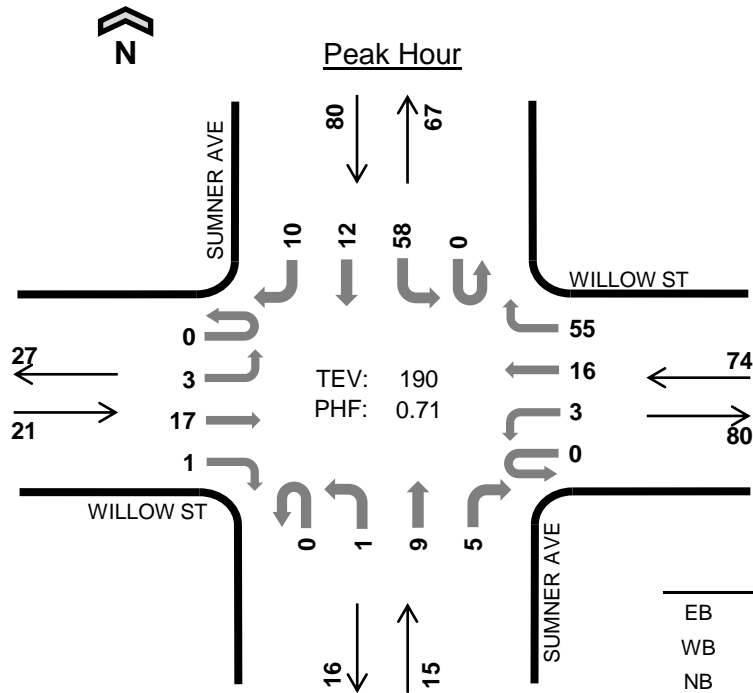 N
Peak Hour
80
67
SUMNER AVE
10
12
58
0
WILLOW ST
0
3
17
1
27
21
TEV: 190
PHF: 0.71
55
16
3
0
74
80
WILLOW ST
0
1
9
5
SUMNER AVE
16
15
EB
WB
NB